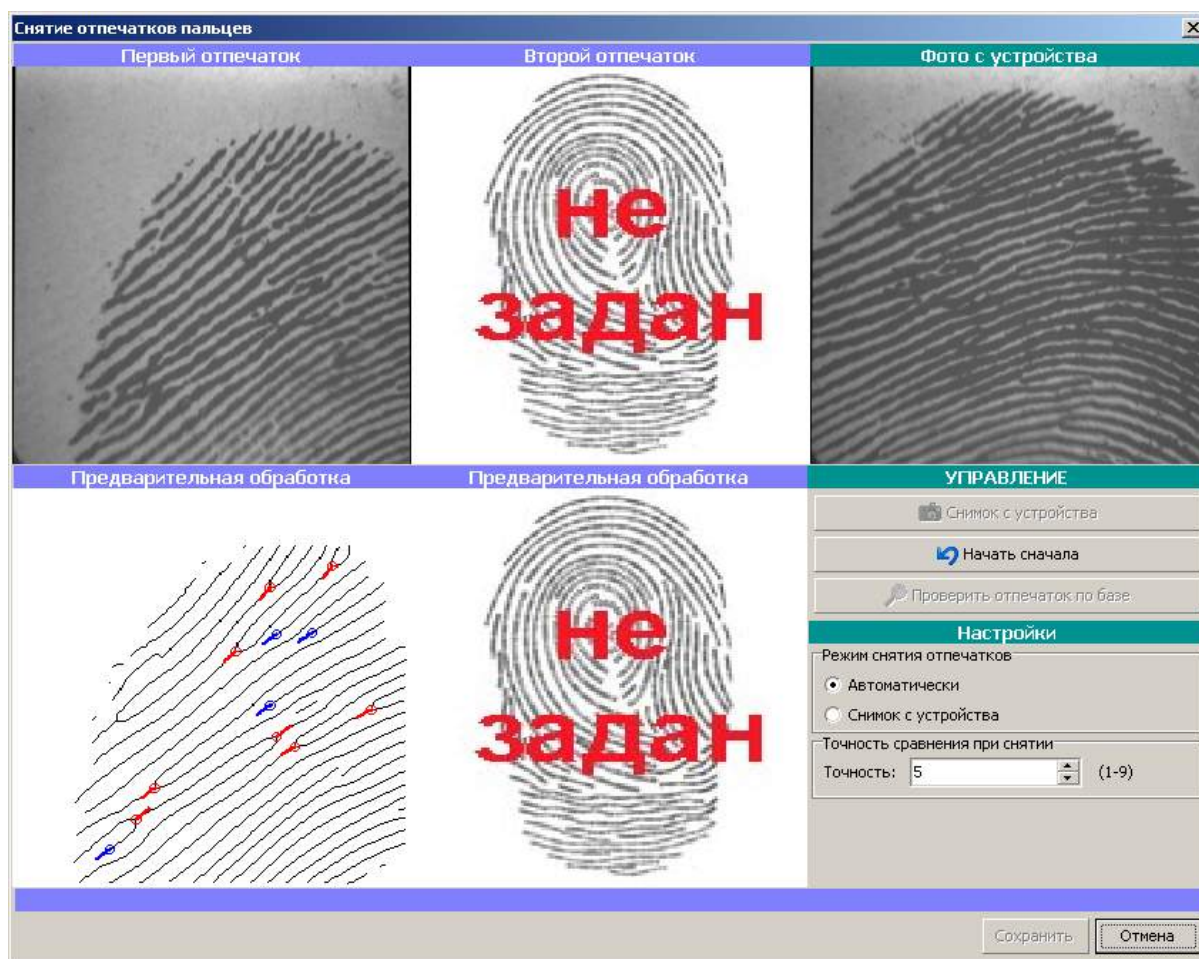 Снятие отпечатков пальцев
Первый отпечаток
Второй отпечаток
Фото с устройства
не
задан
Предварительная обработка
Предварительная обработка
УПРАВЛЕНИЕ
Снимок с устройства
Начать сначала
Проверить отпечаток по базе
не
задан
Настройки
Режим снятия отпечатков
Автоматически
Снимок с устройства
Точность сравнения при снятии
Точность: 5 (1-9)
Сохранить
Отмена